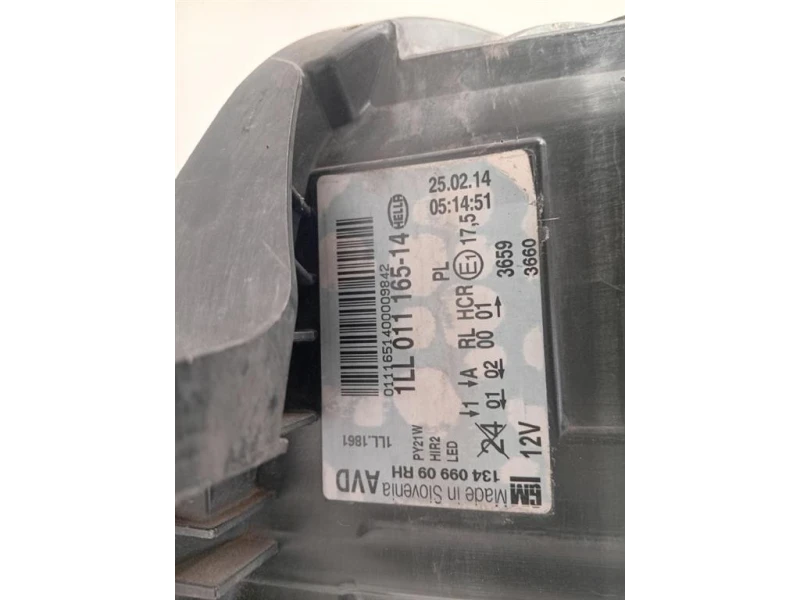 25.02.14
05:14:51
HELLA
0111651400009842
1LL 011 165-14
PL
E1 17,5
3659
3660
1 A RL HCR
24 01 02 00 01
1LL.1861
PY21W
HIR2
LED
12V
134 099 09 RH
AVD
Made in Slovenia
GM